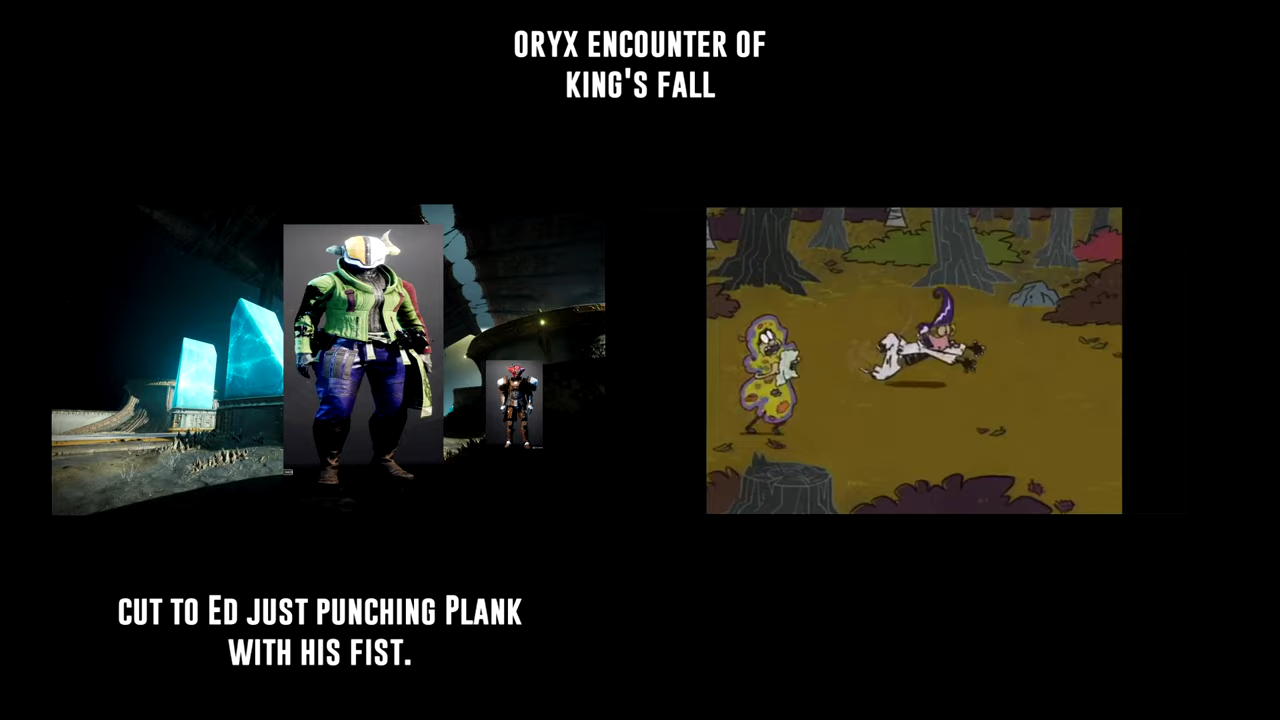 ORYX ENCOUNTER OF
KING'S FALL
CUT TO ED JUST PUNCHING PLANK
WITH HIS FIST.